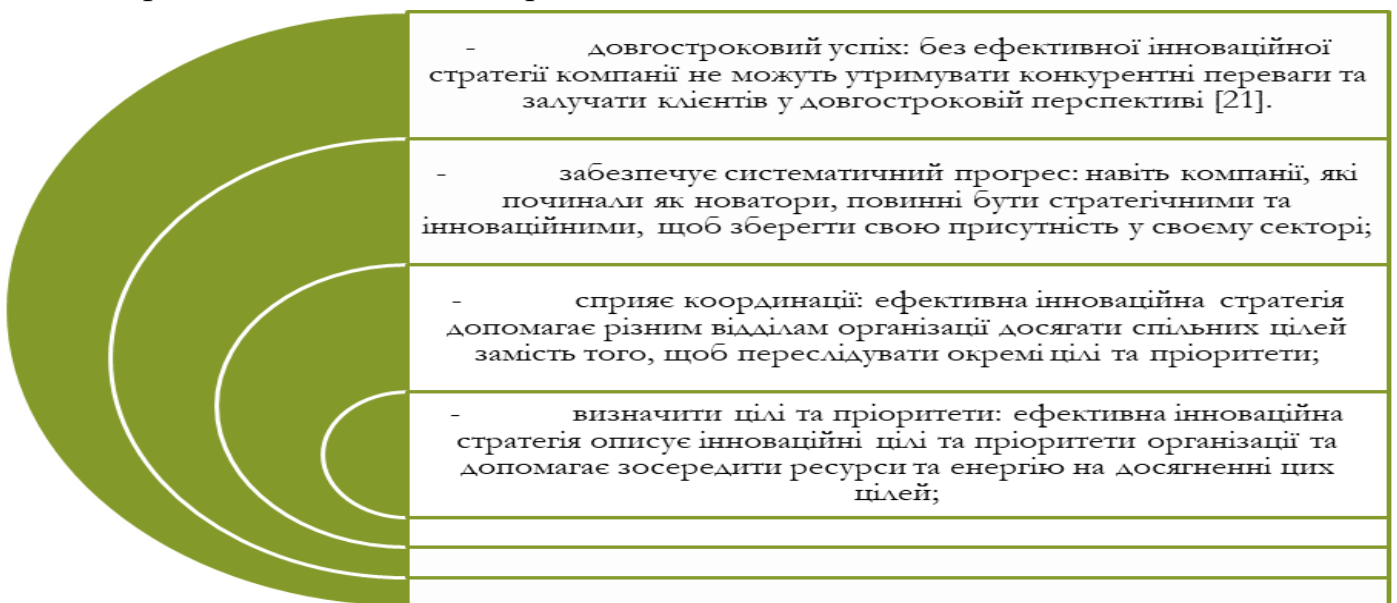 - довгостроковий успіх: без ефективної інноваційної
стратегії компанії не можуть утримувати конкурентні переваги та
залучати клієнтів у довгостроковій перспективі [21].
- забезпечує систематичний прогрес: навіть компанії, які
починали як новатори, повинні бути стратегічними та
інноваційними, щоб зберегти свою присутність у своєму секторі;
- сприяє координації: ефективна інноваційна стратегія
допомагає різним відділам організації досягати спільних цілей
замість того, щоб переслідувати окремі цілі та пріоритети;
- визначити цілі та пріоритети: ефективна інноваційна
стратегія описує інноваційні цілі та пріоритети організації та
допомагає зосередити ресурси та енергію на досягненні цих
цілей;